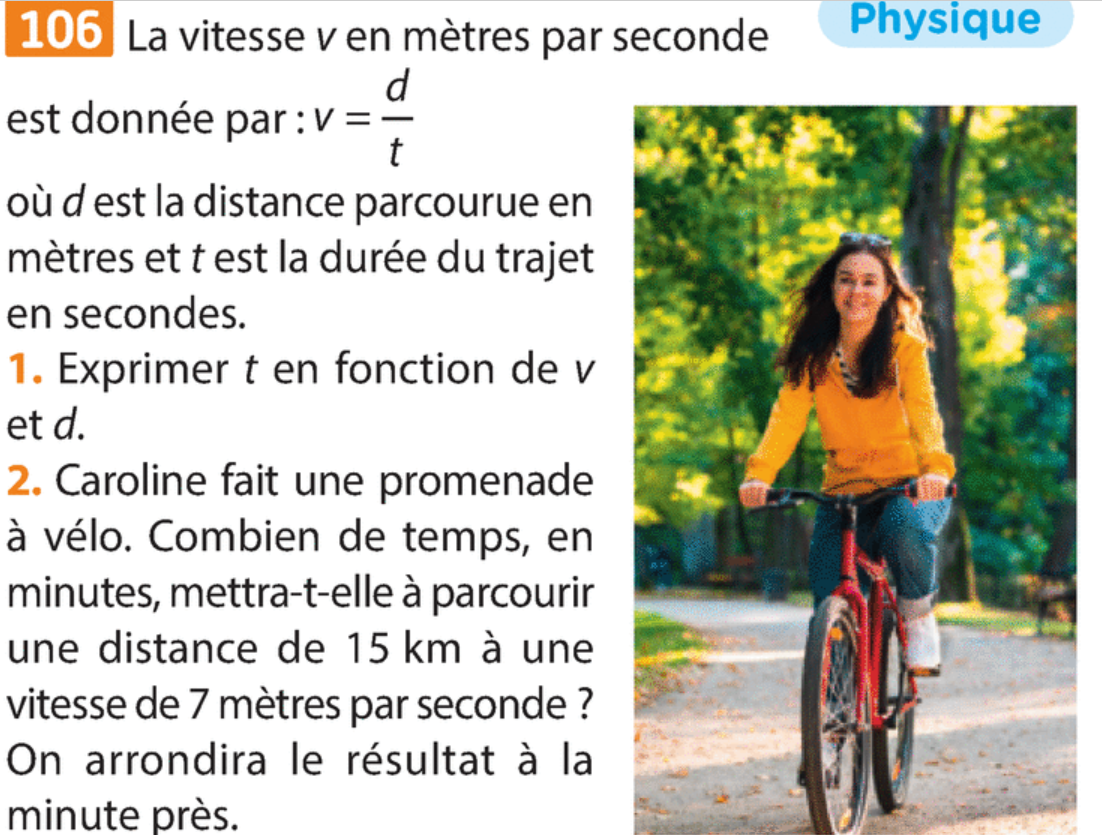 106 La vitesse v en mètres par seconde
Physique
est donnée par : v = d/t
où d est la distance parcourue en
mètres et t est la durée du trajet
en secondes.
1. Exprimer t en fonction de v
et d.
2. Caroline fait une promenade
à vélo. Combien de temps, en
minutes, mettra-t-elle à parcourir
une distance de 15 km à une
vitesse de 7 mètres par seconde ?
On arrondira le résultat à la
minute près.